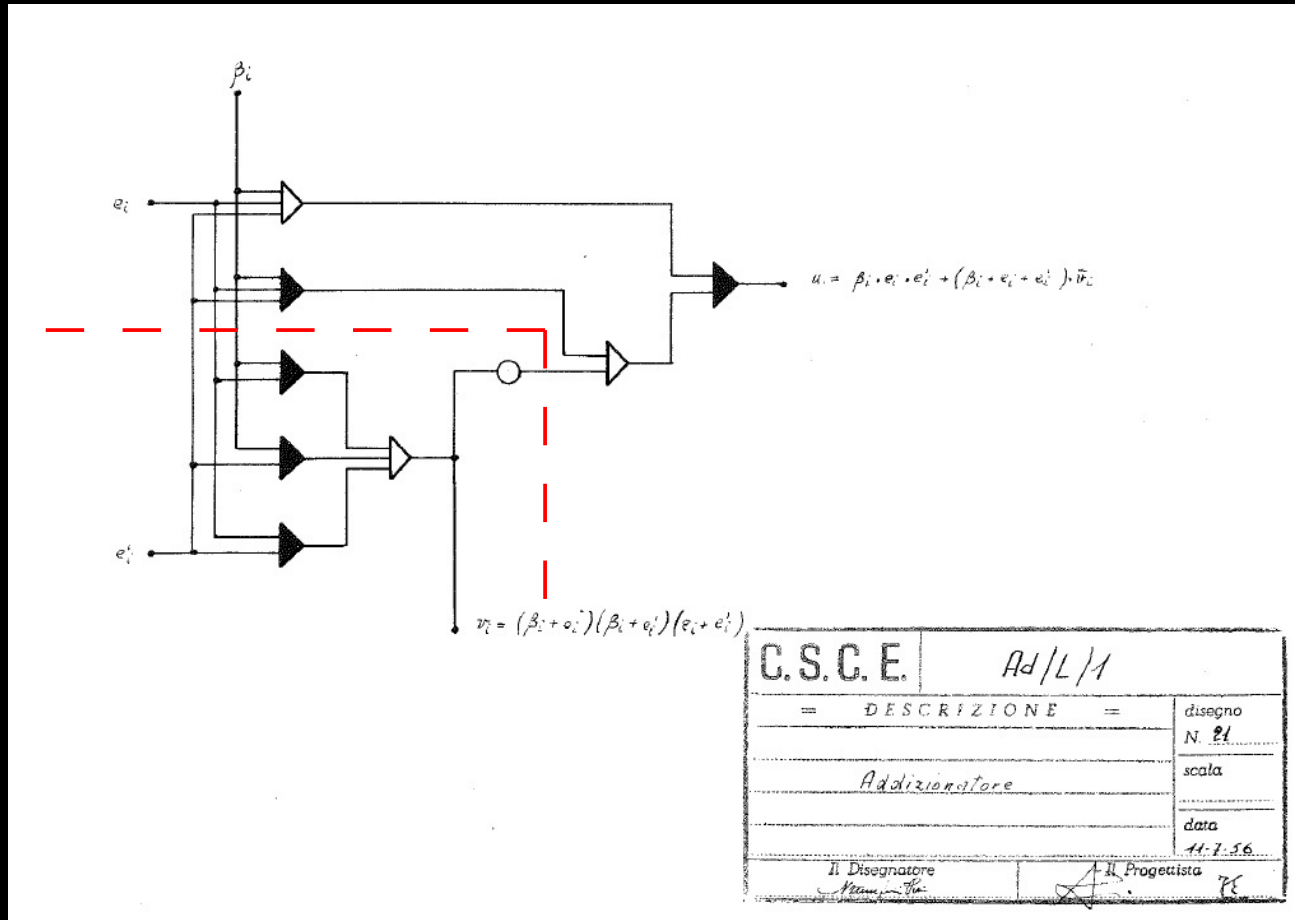 βi
ei
u = βi · ei · e'i + (βi + ei + e'i) · v̄i
e'i
vi = (βi + ei)(βi + e'i)(ei + e'i)
C.S.C.E. Ad/L/1
= DESCRIZIONE =
disegno
N. 21
scala
Addizionatore
data
11-7-56
Il Disegnatore
Il Progettista